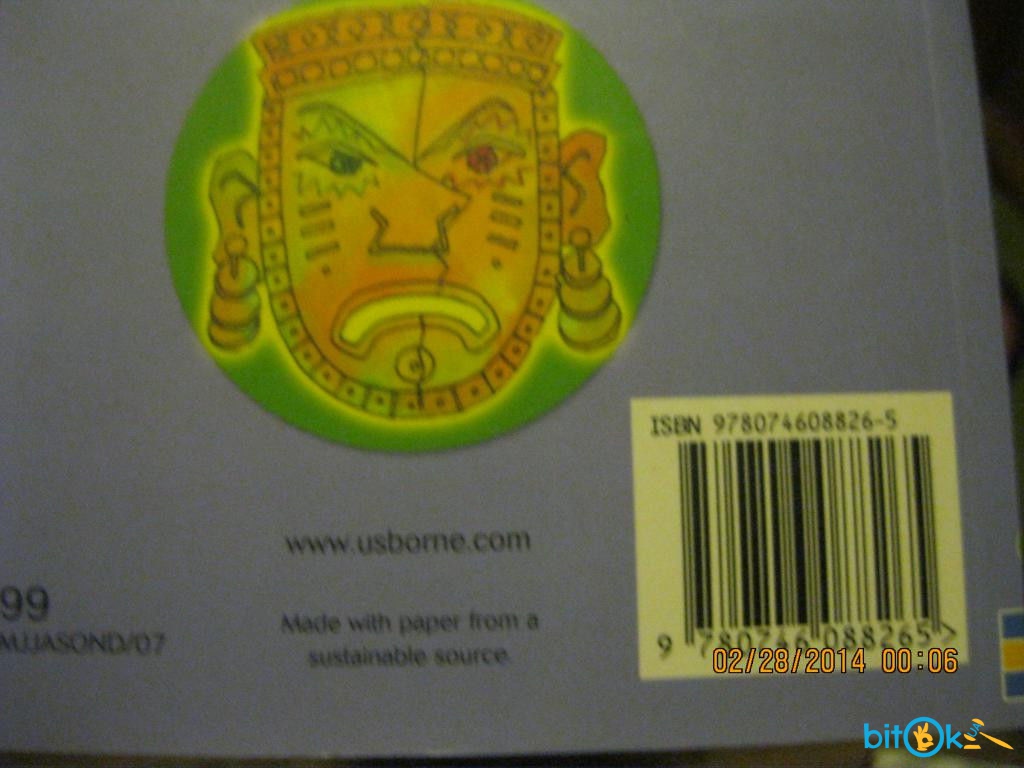 ISBN 978074608826-5
www.usborne.com
99
MJJASOND/07
Made with paper from a
sustainable source.
9 780746 088265 >
02/28/2014 00:06
bitOk
UA